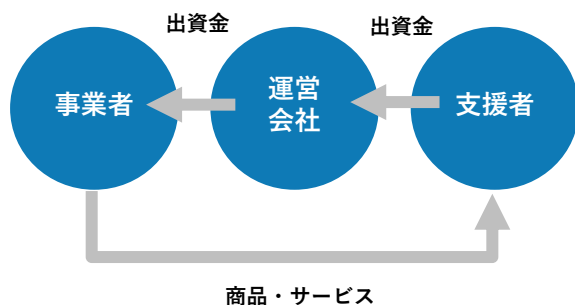 出資金
出資金
事業者
運営
会社
支援者
商品・サービス